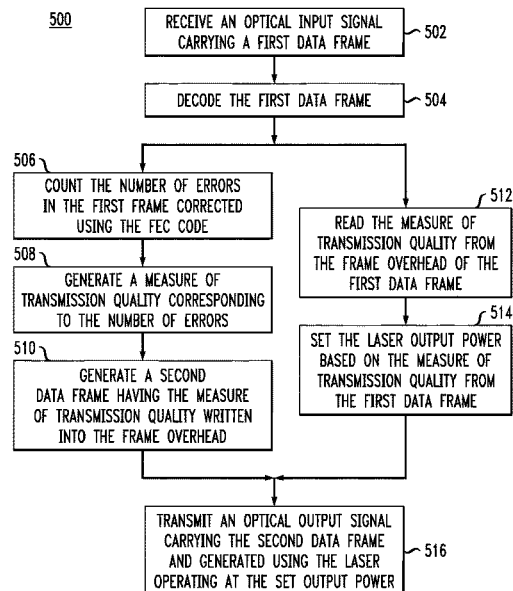 500
RECEIVE AN OPTICAL INPUT SIGNAL
CARRYING A FIRST DATA FRAME
502
DECODE THE FIRST DATA FRAME
504
506
COUNT THE NUMBER OF ERRORS
IN THE FIRST FRAME CORRECTED
USING THE FEC CODE
508
GENERATE A MEASURE OF
TRANSMISSION QUALITY CORRESPONDING
TO THE NUMBER OF ERRORS
510
GENERATE A SECOND
DATA FRAME HAVING THE MEASURE
OF TRANSMISSION QUALITY WRITTEN
INTO THE FRAME OVERHEAD
512
READ THE MEASURE OF
TRANSMISSION QUALITY FROM
THE FRAME OVERHEAD OF THE
FIRST DATA FRAME
514
SET THE LASER OUTPUT POWER
BASED ON THE MEASURE OF
TRANSMISSION QUALITY FROM
THE FIRST DATA FRAME
TRANSMIT AN OPTICAL OUTPUT SIGNAL
CARRYING THE SECOND DATA FRAME
AND GENERATED USING THE LASER
OPERATING AT THE SET OUTPUT POWER
516